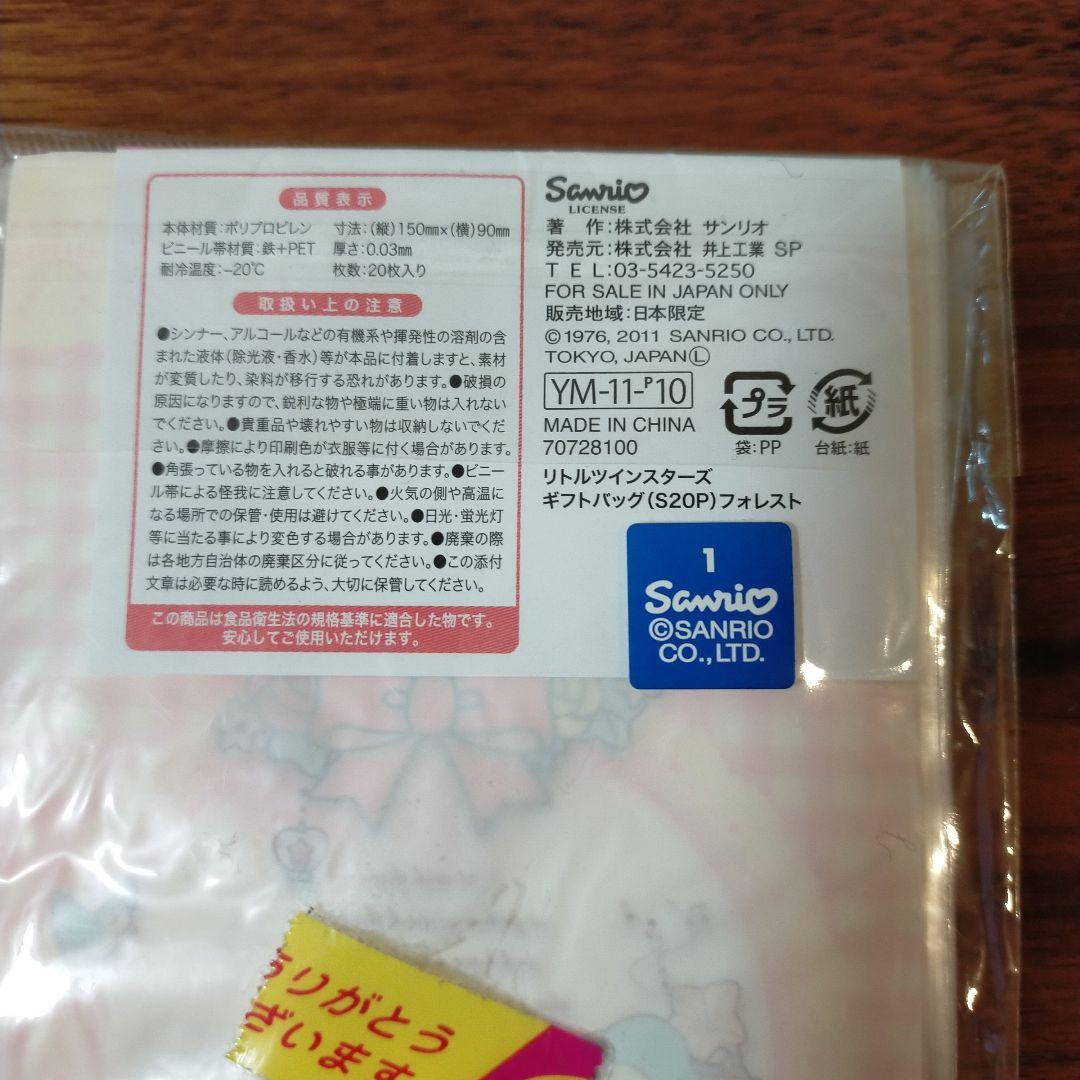 品質表示
本体材質:ポリプロピレン 寸法:(縦)150mm×(横)90mm
ビニール帯材質:鉄+PET 厚さ:0.03mm
耐冷温度:-20℃ 枚数:20枚入り
取扱い上の注意
●シンナー、アルコールなどの有機系や揮発性の溶剤の含
まれた液体(除光液・香水)等が本品に付着しますと、素材
が変質したり、染料が移行する恐れがあります。●破損の
原因になりますので、鋭利な物や極端に重い物は入れない
でください。●貴重品や壊れやすい物は収納しないでくださ
い。●摩擦により印刷色が衣服等に付く場合があります。
●角張っている物を入れると破れる事があります。●ビニー
ル帯による怪我に注意してください。●火気の側や高温に
なる場所での保管・使用は避けてください。●日光・蛍光灯
等に当たる事により変色する場合があります。●廃棄の際
は各地方自治体の廃棄区分に従ってください。●この添付
文章は必要な時に読めるよう、大切に保管してください。
この商品は食品衛生法の規格基準に適合した物です。
安心してご使用いただけます。
Sanrio
LICENSE
著 作:株式会社 サンリオ
発売元:株式会社 井上工業 SP
TEL:03-5423-5250
FOR SALE IN JAPAN ONLY
販売地域:日本限定
©1976, 2011 SANRIO CO., LTD.
TOKYO, JAPAN Ⓛ
YM-11-P10
MADE IN CHINA
70728100
プラ
袋:PP
紙
台紙:紙
リトルツインスターズ
ギフトバッグ(S20P)フォレスト
1
Sanrio
©SANRIO
CO.,LTD.
ありがとう
ざいます